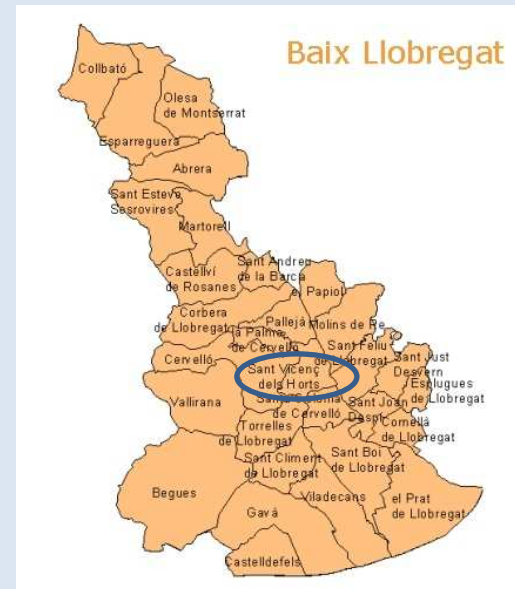 Baix Llobregat
Collbató
Olesa
de Montserrat
Esparreguera
Abrera
Sant Esteve
Sesrovires
Martorell
Sant Andreu
de la Barca
Castellví
de Rosanes
el Papiol
Corbera
de Llobregat
Pallejà
Molins de Re
la Palma
de Cervelló
Sant Feliu
de Llobregat
Sant Just
Desvern
Cervelló
Sant Vicenç
dels Horts
Esplugues
de Llobregat
Vallirana
de Cervelló
Sant Joan
Despí
Cornellà
de Llobregat
Torrelles
de Llobregat
Sant Climent
de Llobregat
Sant Boi
de Llobregat
Begues
Viladecans
el Prat
de Llobregat
Gavà
Castelldefels